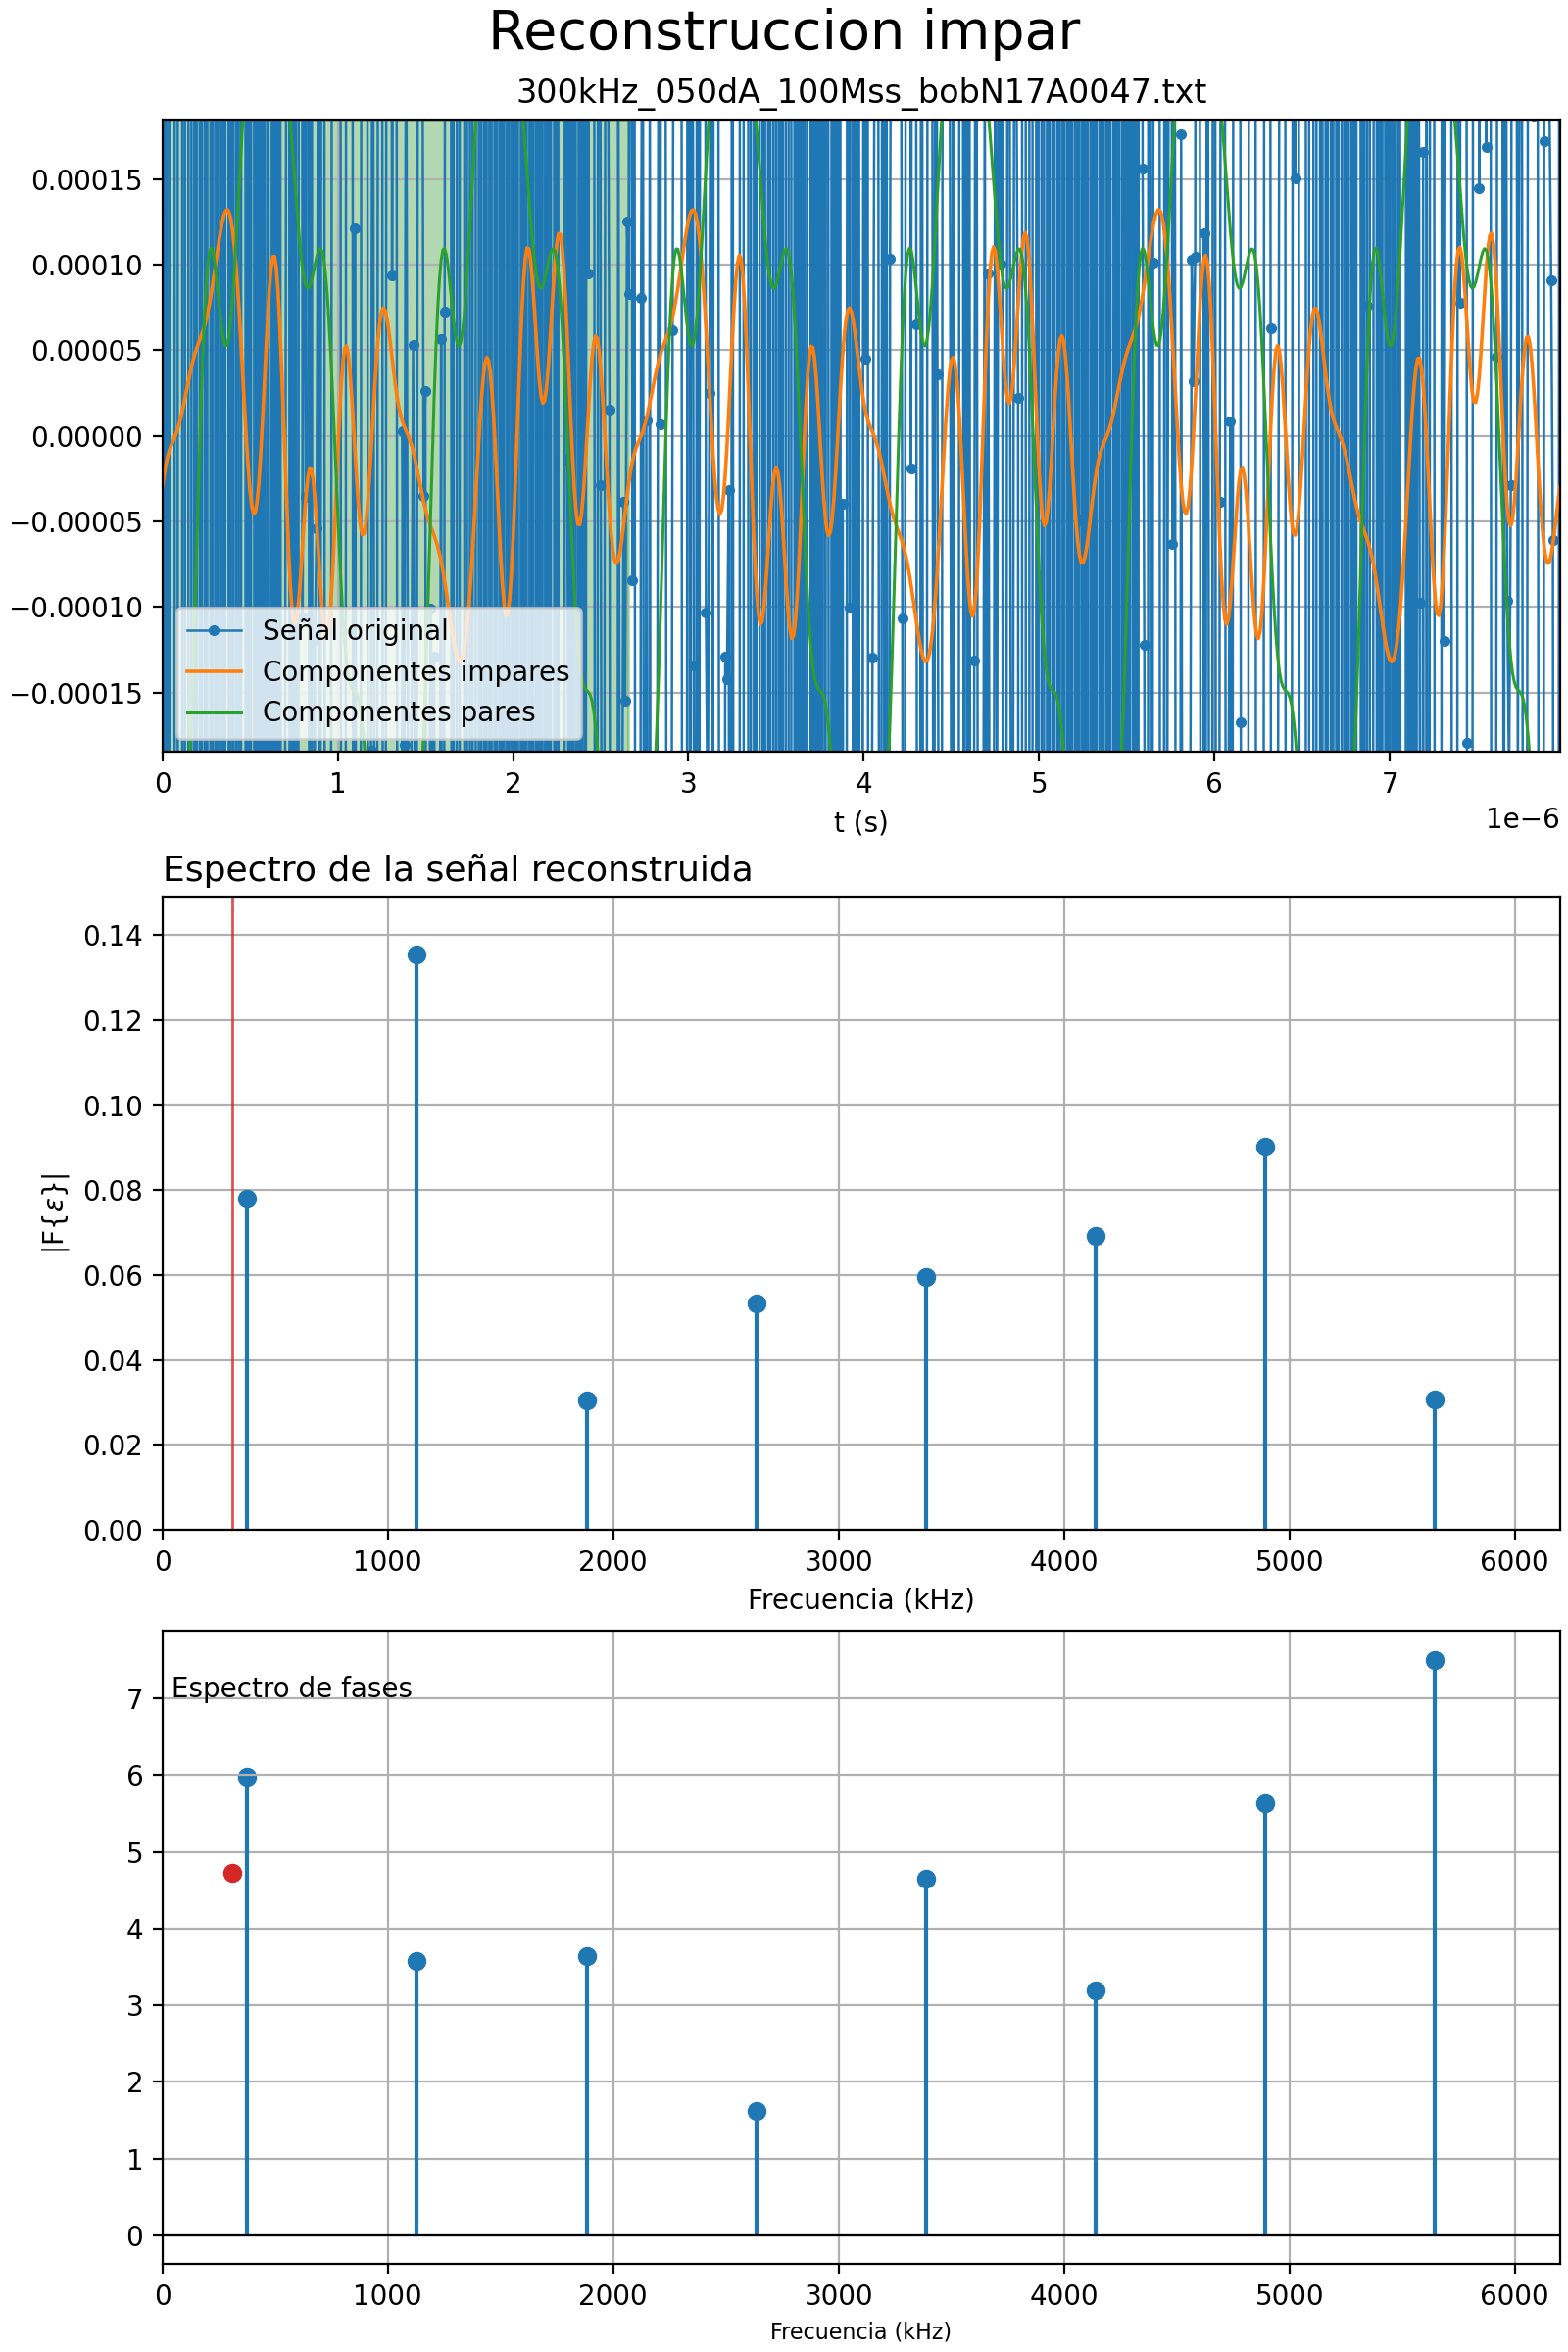 Reconstruccion impar
300kHz_050dA_100Mss_bobN17A0047.txt
0.00015
0.00010
0.00005
0.00000
−0.00005
−0.00010
−0.00015
Señal original
Componentes impares
Componentes pares
0 1 2 3 4 5 6 7
t (s)
1e−6
Espectro de la señal reconstruida
0.14
0.12
0.10
0.08
0.06
0.04
0.02
0.00
|F{ε}|
0 1000 2000 3000 4000 5000 6000
Frecuencia (kHz)
Espectro de fases
7
6
5
4
3
2
1
0
0 1000 2000 3000 4000 5000 6000
Frecuencia (kHz)